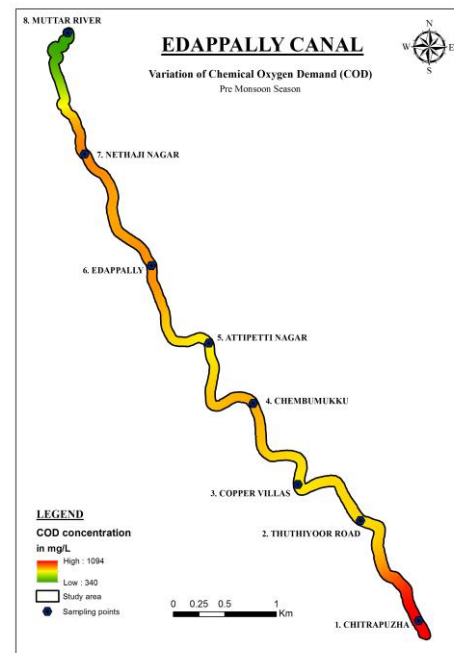 8. MUTTAR RIVER
EDAPPALLY CANAL
N
W E
S
Variation of Chemical Oxygen Demand (COD)
Pre Monsoon Season
7. NETHAJI NAGAR
6. EDAPPALLY
5. ATTIPETTI NAGAR
4. CHEMBUMUKKU
3. COPPER VILLAS
2. THUTHIYOOR ROAD
1. CHITRAPUZHA
LEGEND
COD concentration
in mg/L
High : 1094
Low : 340
Study area
Sampling points
0 0.25 0.5 1
Km